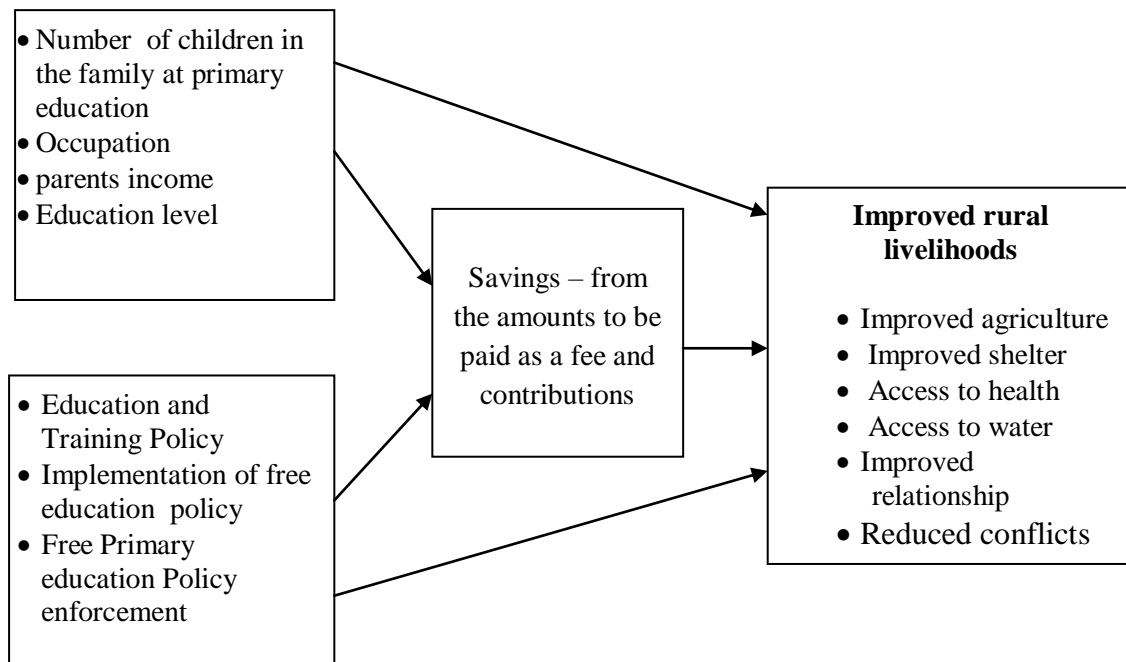 • Number of children in
the family at primary
education
• Occupation
• parents income
• Education level
• Education and
Training Policy
• Implementation of free
education policy
• Free Primary
education Policy
enforcement
Savings – from
the amounts to be
paid as a fee and
contributions
Improved rural
livelihoods
• Improved agriculture
• Improved shelter
• Access to health
• Access to water
• Improved
relationship
• Reduced conflicts